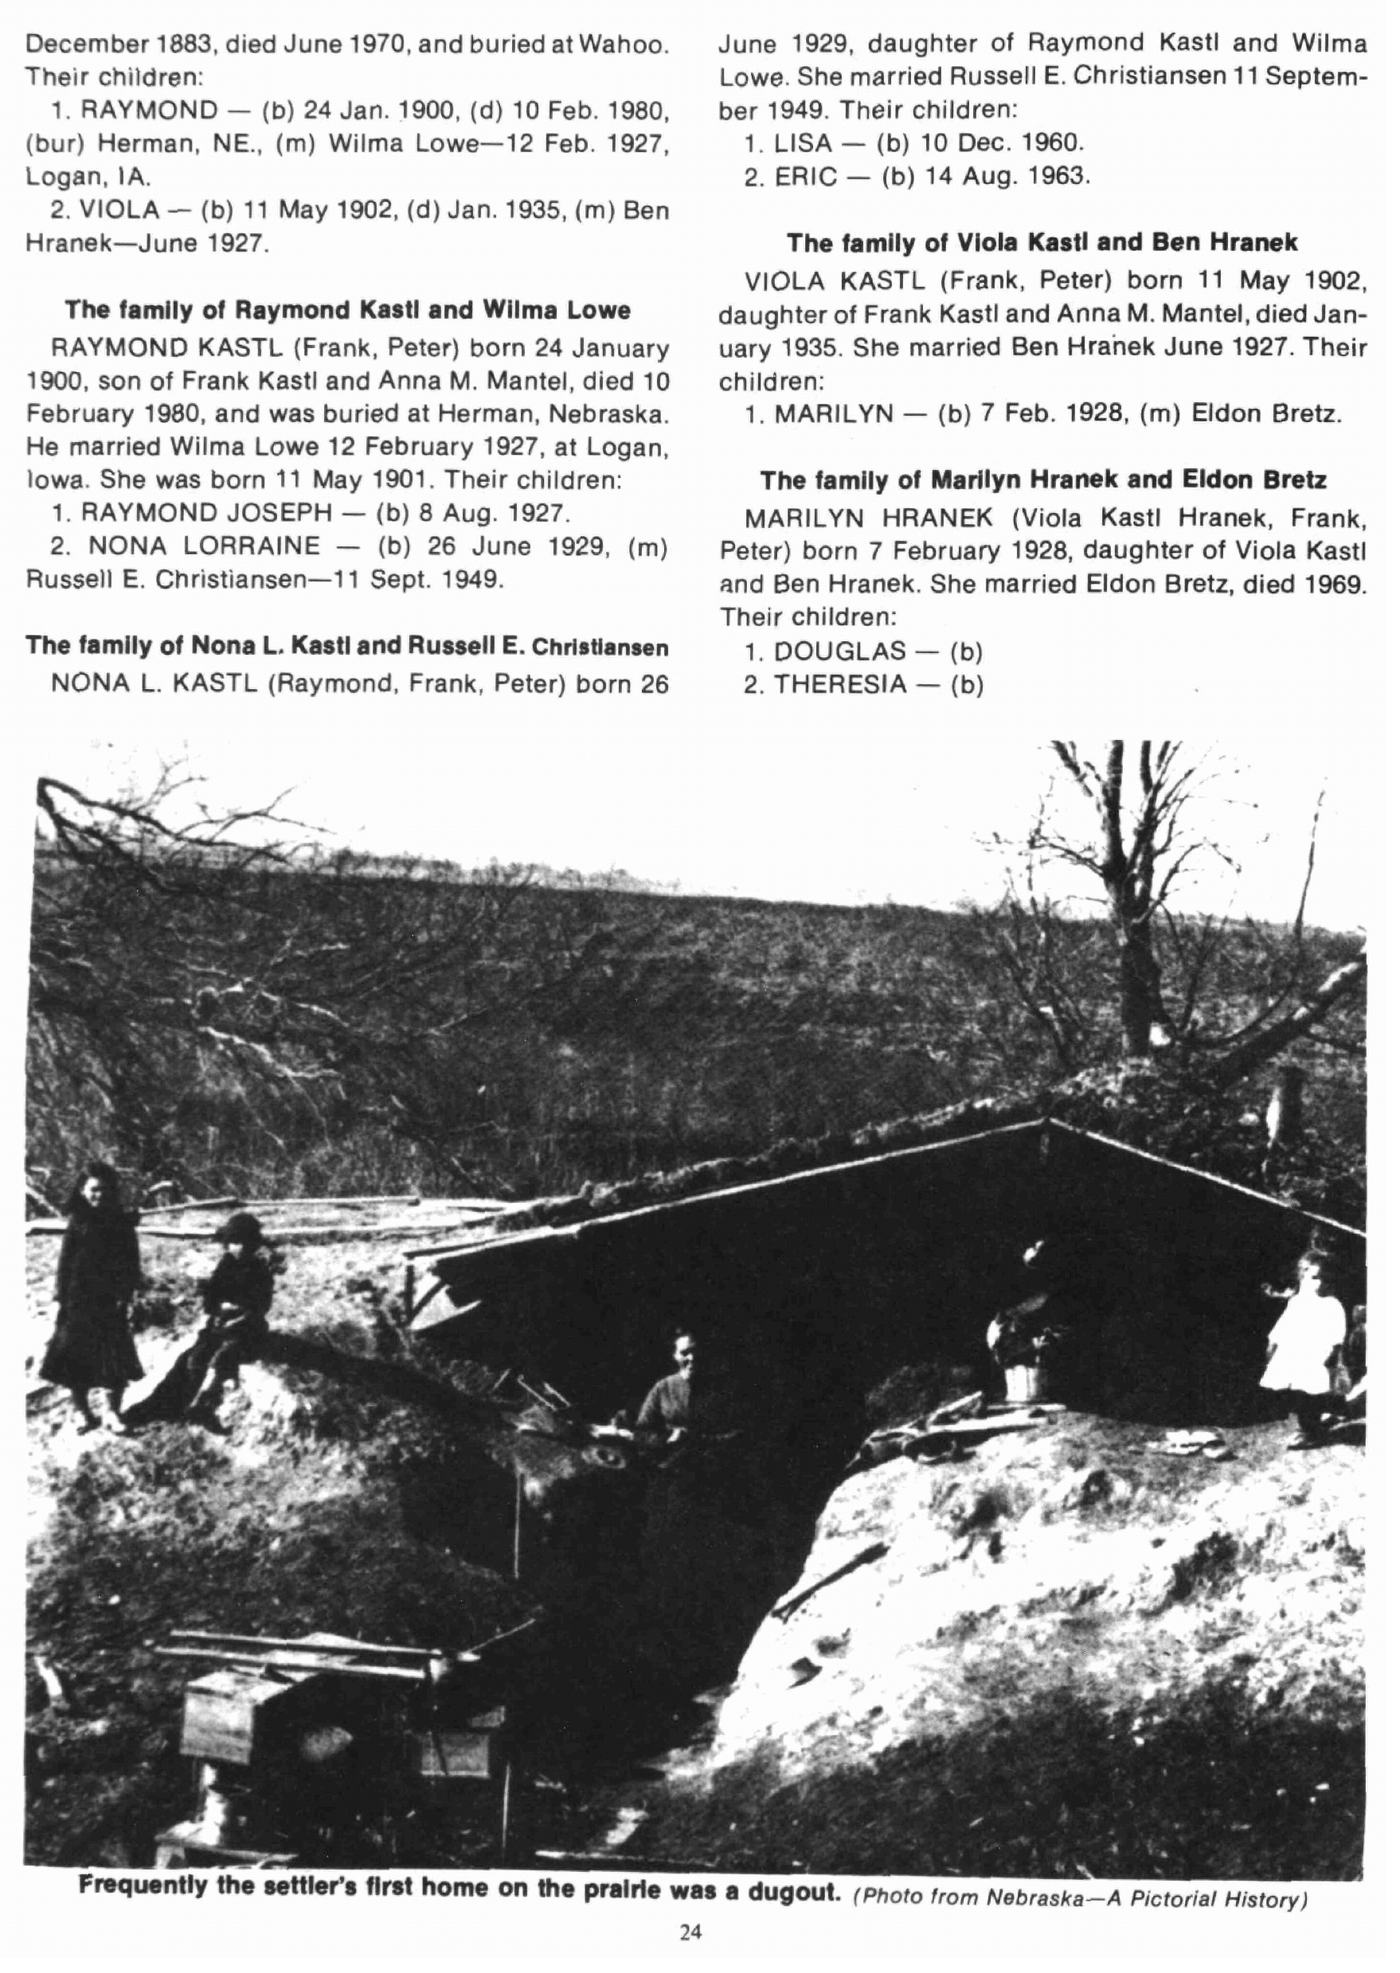 December 1883, died June 1970, and buried at Wahoo.
Their children:
1. RAYMOND — (b) 24 Jan. 1900, (d) 10 Feb. 1980,
(bur) Herman, NE., (m) Wilma Lowe—12 Feb. 1927,
Logan, IA.
2. VIOLA — (b) 11 May 1902, (d) Jan. 1935, (m) Ben
Hranek—June 1927.
The family of Raymond Kastl and Wilma Lowe
RAYMOND KASTL (Frank, Peter) born 24 January
1900, son of Frank Kastl and Anna M. Mantel, died 10
February 1980, and was buried at Herman, Nebraska.
He married Wilma Lowe 12 February 1927, at Logan,
Iowa. She was born 11 May 1901. Their children:
1. RAYMOND JOSEPH — (b) 8 Aug. 1927.
2. NONA LORRAINE — (b) 26 June 1929, (m)
Russell E. Christiansen—11 Sept. 1949.
The family of Nona L. Kastl and Russell E. Christiansen
NONA L. KASTL (Raymond, Frank, Peter) born 26
June 1929, daughter of Raymond Kastl and Wilma
Lowe. She married Russell E. Christiansen 11 Septem-
ber 1949. Their children:
1. LISA — (b) 10 Dec. 1960.
2. ERIC — (b) 14 Aug. 1963.
The family of Viola Kastl and Ben Hranek
VIOLA KASTL (Frank, Peter) born 11 May 1902,
daughter of Frank Kastl and Anna M. Mantel, died Jan-
uary 1935. She married Ben Hranek June 1927. Their
children:
1. MARILYN — (b) 7 Feb. 1928, (m) Eldon Bretz.
The family of Marilyn Hranek and Eldon Bretz
MARILYN HRANEK (Viola Kastl Hranek, Frank,
Peter) born 7 February 1928, daughter of Viola Kastl
and Ben Hranek. She married Eldon Bretz, died 1969.
Their children:
1. DOUGLAS — (b)
2. THERESIA — (b)
Frequently the settler's first home on the prairie was a dugout. (Photo from Nebraska—A Pictorial History)
24